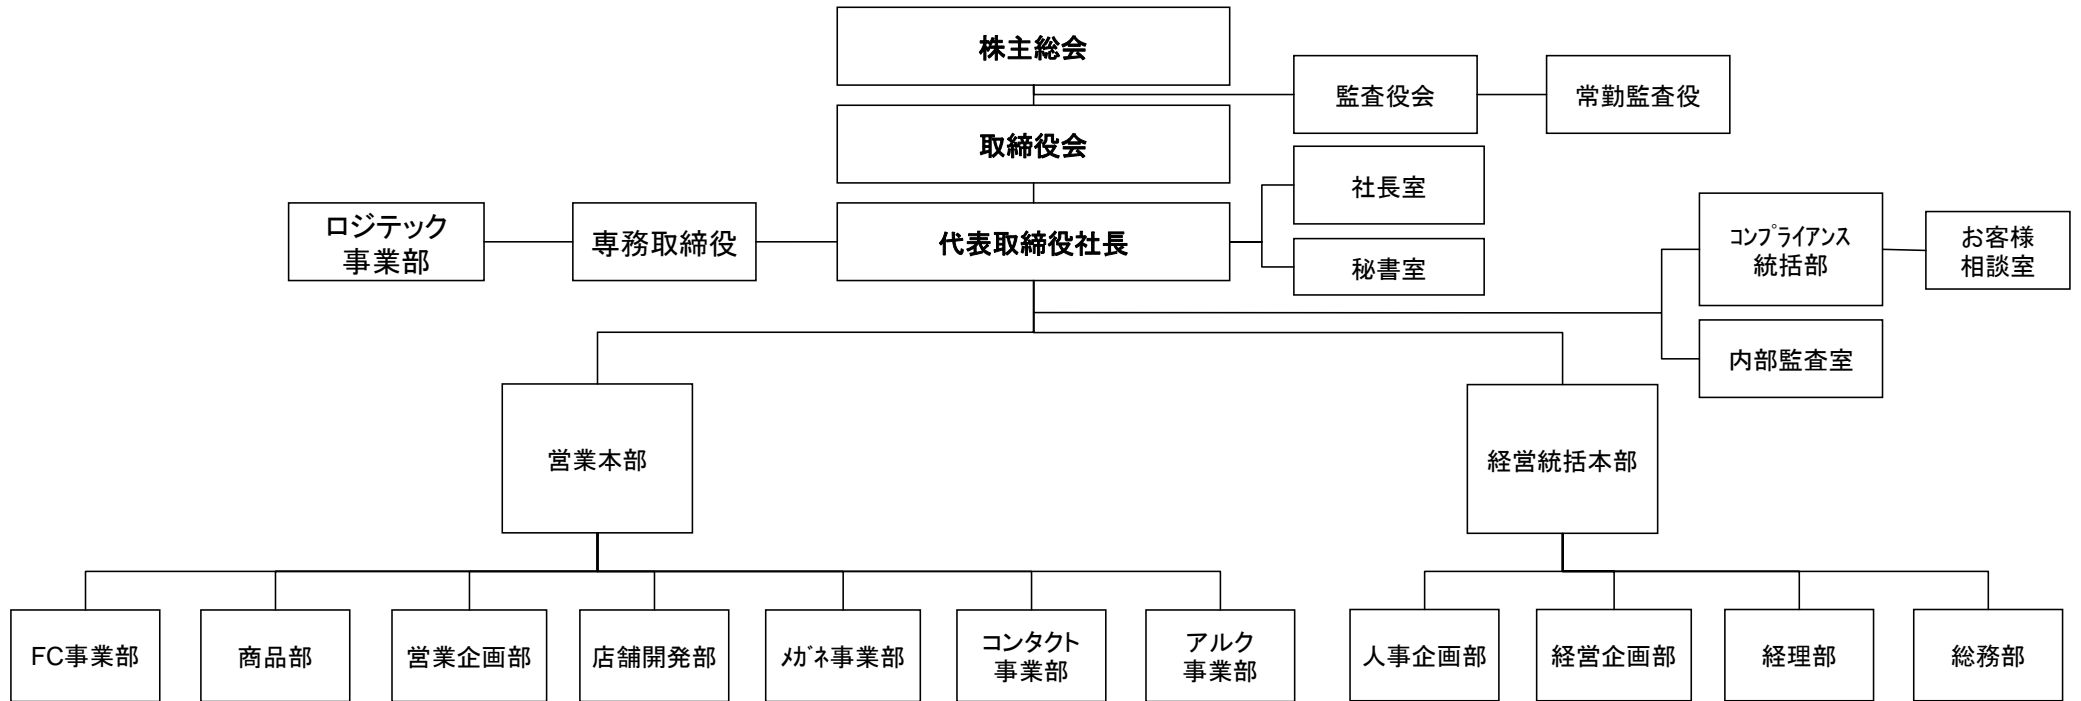 株主総会
監査役会
常勤監査役
取締役会
社長室
ロジテック
事業部
専務取締役
代表取締役社長
秘書室
ｺﾝﾌﾟﾗｲｱﾝｽ
統括部
お客様
相談室
内部監査室
営業本部
経営統括本部
FC事業部
商品部
営業企画部
店舗開発部
ﾒｶﾞﾈ事業部
コンタクト
事業部
アルク
事業部
人事企画部
経営企画部
経理部
総務部